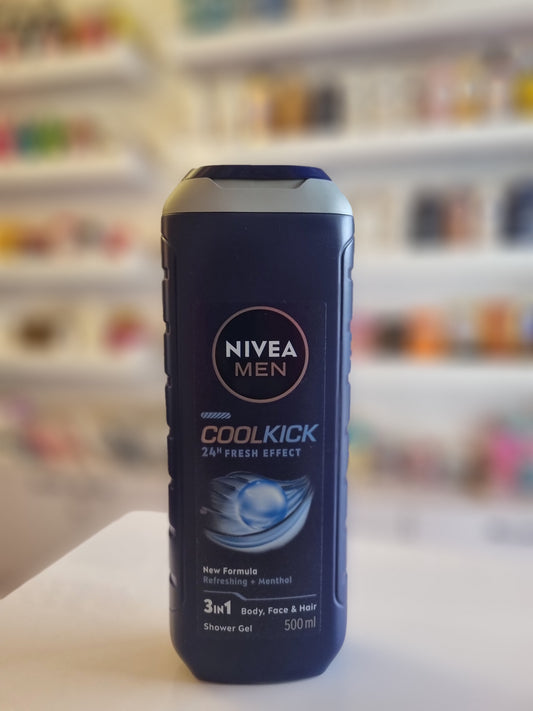 NIVEA
MEN
COOLKICK
24H FRESH EFFECT
New Formula
Refreshing + Menthol
3IN1 Body, Face & Hair
Shower Gel 500 ml